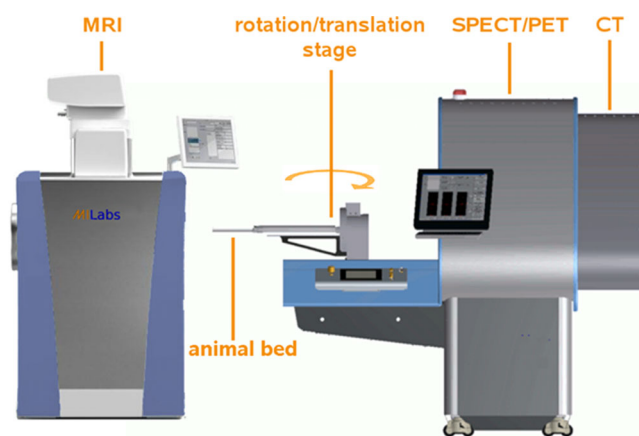 MRI
rotation/translation
stage
SPECT/PET
CT
MILabs
animal bed